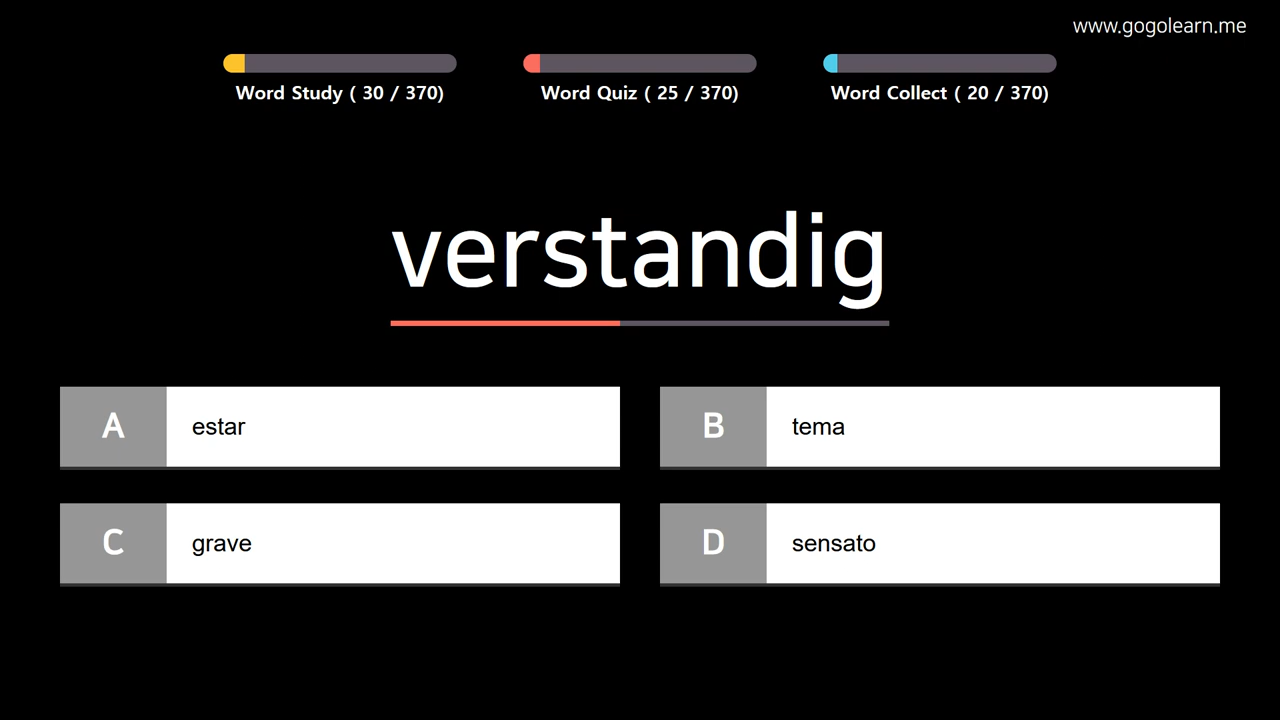 www.gogolearn.me
Word Study ( 30 / 370)
Word Quiz ( 25 / 370)
Word Collect ( 20 / 370)
verstandig
A estar
B tema
C grave
D sensato